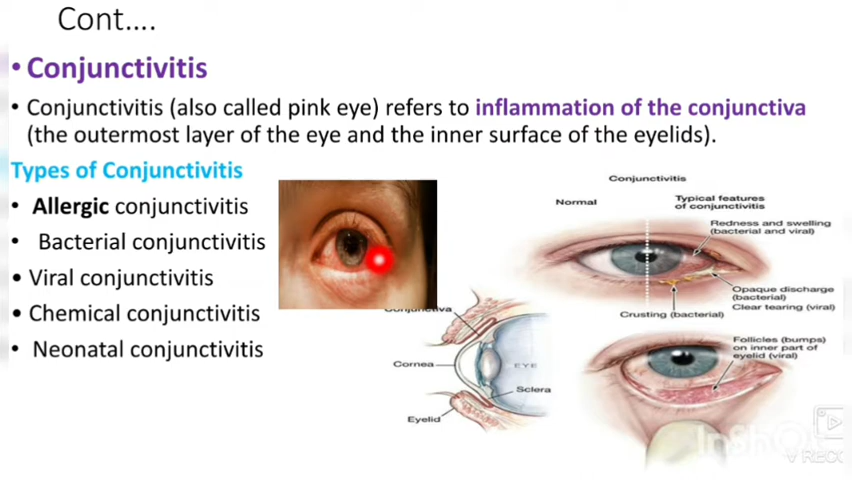 Cont....
• Conjunctivitis
• Conjunctivitis (also called pink eye) refers to inflammation of the conjunctiva
(the outermost layer of the eye and the inner surface of the eyelids).
Types of Conjunctivitis
• Allergic conjunctivitis
• Bacterial conjunctivitis
• Viral conjunctivitis
• Chemical conjunctivitis
• Neonatal conjunctivitis
Conjunctivitis
Normal
Typical features
of conjunctivitis
Redness and swelling
(bacterial and viral)
Opaque discharge
(bacterial)
Clear tearing (viral)
Crusting (bacterial)
Conjunctiva
Cornea
EYE
Sclera
Eyelid
Follicles (bumps)
on inner part of
eyelid (viral)
InShot